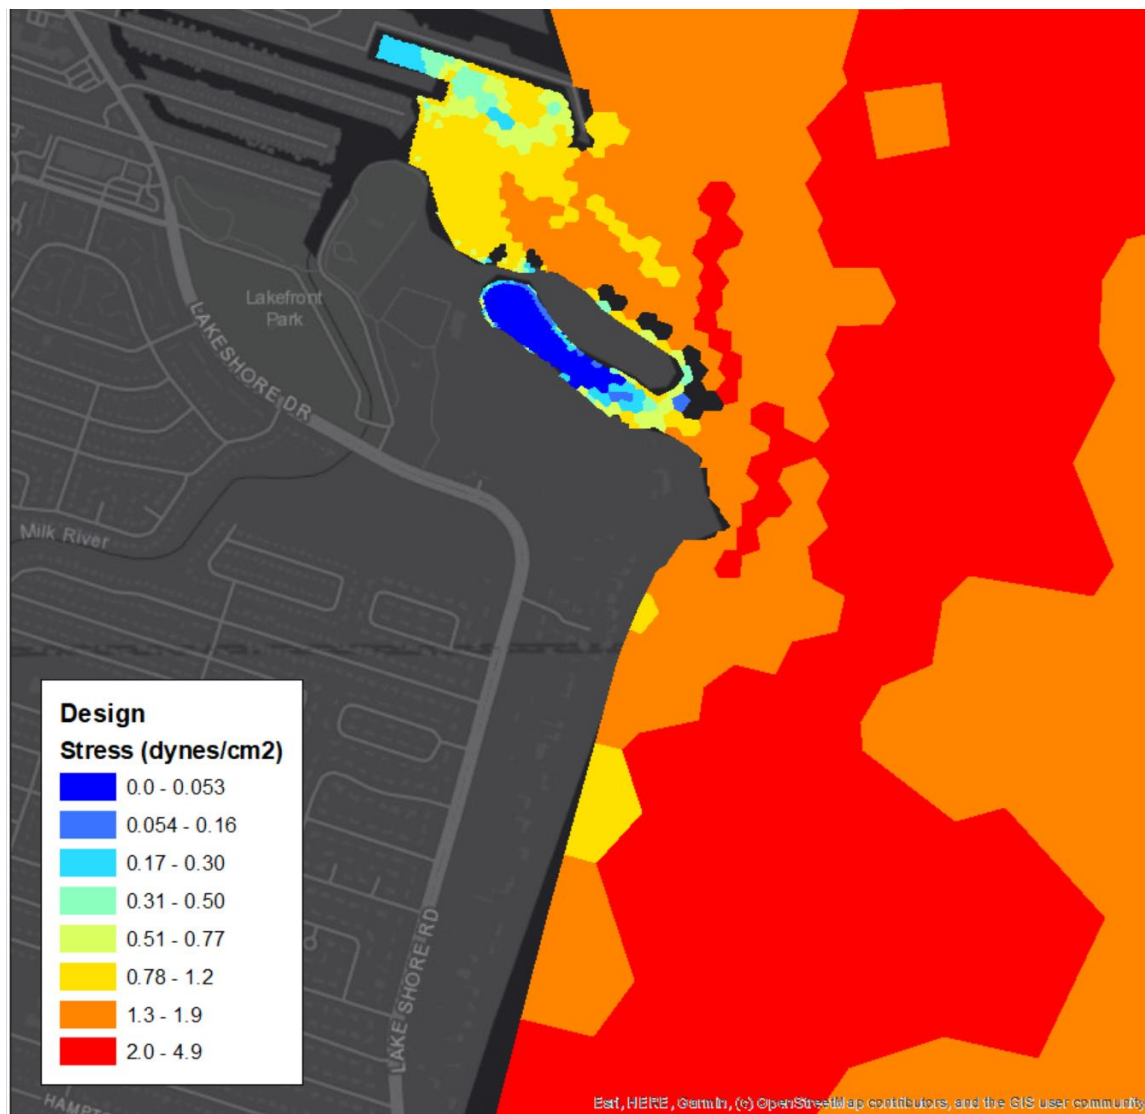 Lakefront
Park
LAKESHORE DR
Milk River
Design
Stress (dynes/cm2)
0.0 - 0.053
0.054 - 0.16
0.17 - 0.30
0.31 - 0.50
0.51 - 0.77
0.78 - 1.2
1.3 - 1.9
2.0 - 4.9
LAKE SHORE RD
HAMPT
Esri, HERE, Garmin, (c) OpenStreetMap contributors, and the GIS user community